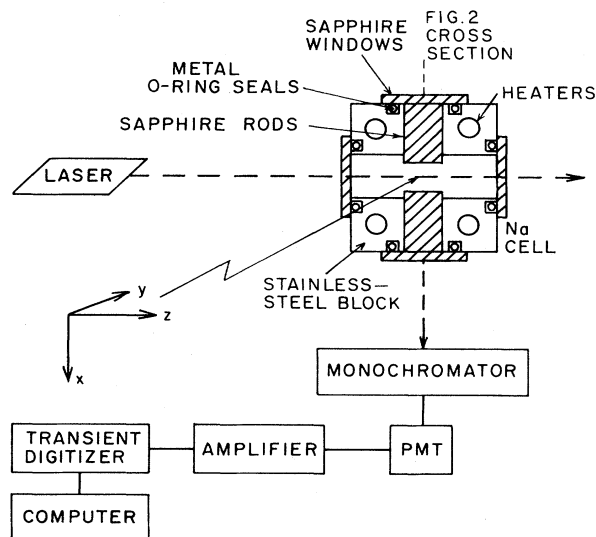 SAPPHIRE
WINDOWS
FIG.2
CROSS
SECTION
METAL
O-RING SEALS
HEATERS
SAPPHIRE RODS
LASER
Na
CELL
STAINLESS-
STEEL BLOCK
y
z
x
MONOCHROMATOR
TRANSIENT
DIGITIZER
AMPLIFIER
PMT
COMPUTER